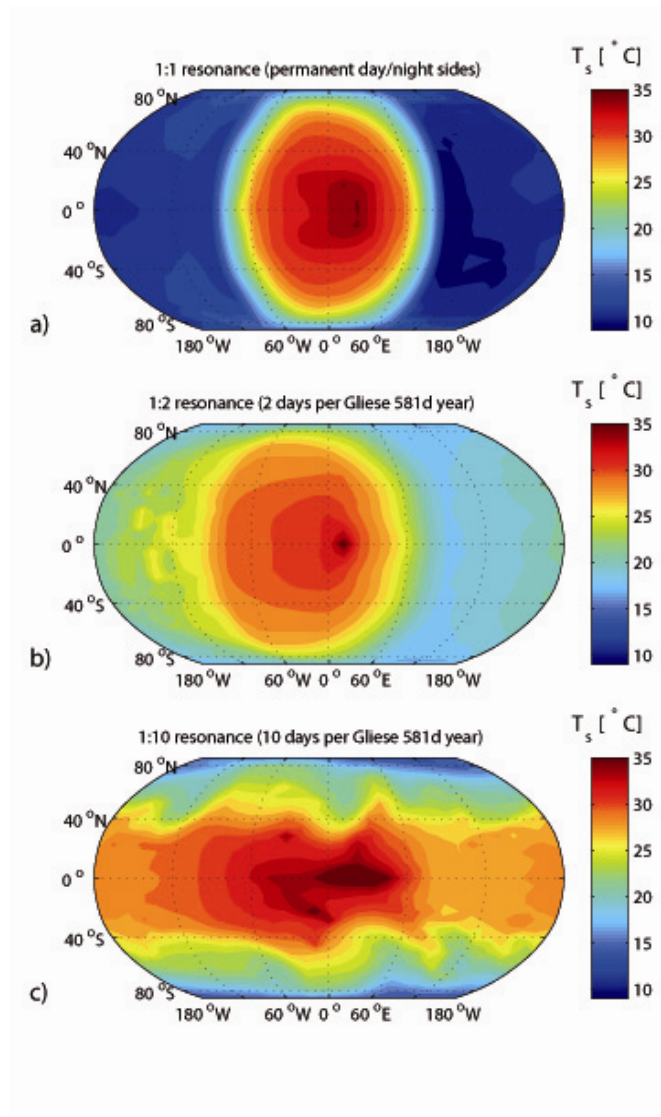 T_s [ °C]
1:1 resonance (permanent day/night sides)
80 °N
40 °N
0 °
40 °S
80 °S
180 °W 60 °W 0 ° 60 °E 180 °W
35
30
25
20
15
10
a)
T_s [ °C]
1:2 resonance (2 days per Gliese 581d year)
80 °N
40 °N
0 °
40 °S
80 °S
180 °W 60 °W 0 ° 60 °E 180 °W
35
30
25
20
15
10
b)
T_s [ °C]
1:10 resonance (10 days per Gliese 581d year)
80 °N
40 °N
0 °
40 °S
80 °S
180 °W 60 °W 0 ° 60 °E 180 °W
35
30
25
20
15
10
c)